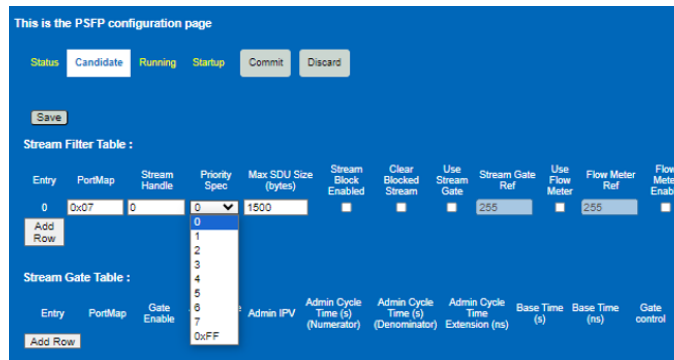 This is the PSFP configuration page
Status Candidate Running Startup Commit Discard
Save
Stream Filter Table :
Entry PortMap Stream Handle Priority Spec Max SDU Size (bytes) Stream Block Enabled Clear Blocked Stream Use Stream Gate Stream Gate Ref Use Flow Meter Flow Meter Ref Flow Mete Enab
0 0x07 0 0 1500 255 255
Add Row
0
1
2
3
4
5
6
7
0xFF
Stream Gate Table :
Entry PortMap Gate Enable Admin IPV Admin Cycle Time (s) (Numerator) Admin Cycle Time (s) (Denominator) Admin Cycle Time Extension (ns) Base Time (s) Base Time (ns) Gate control
Add Row